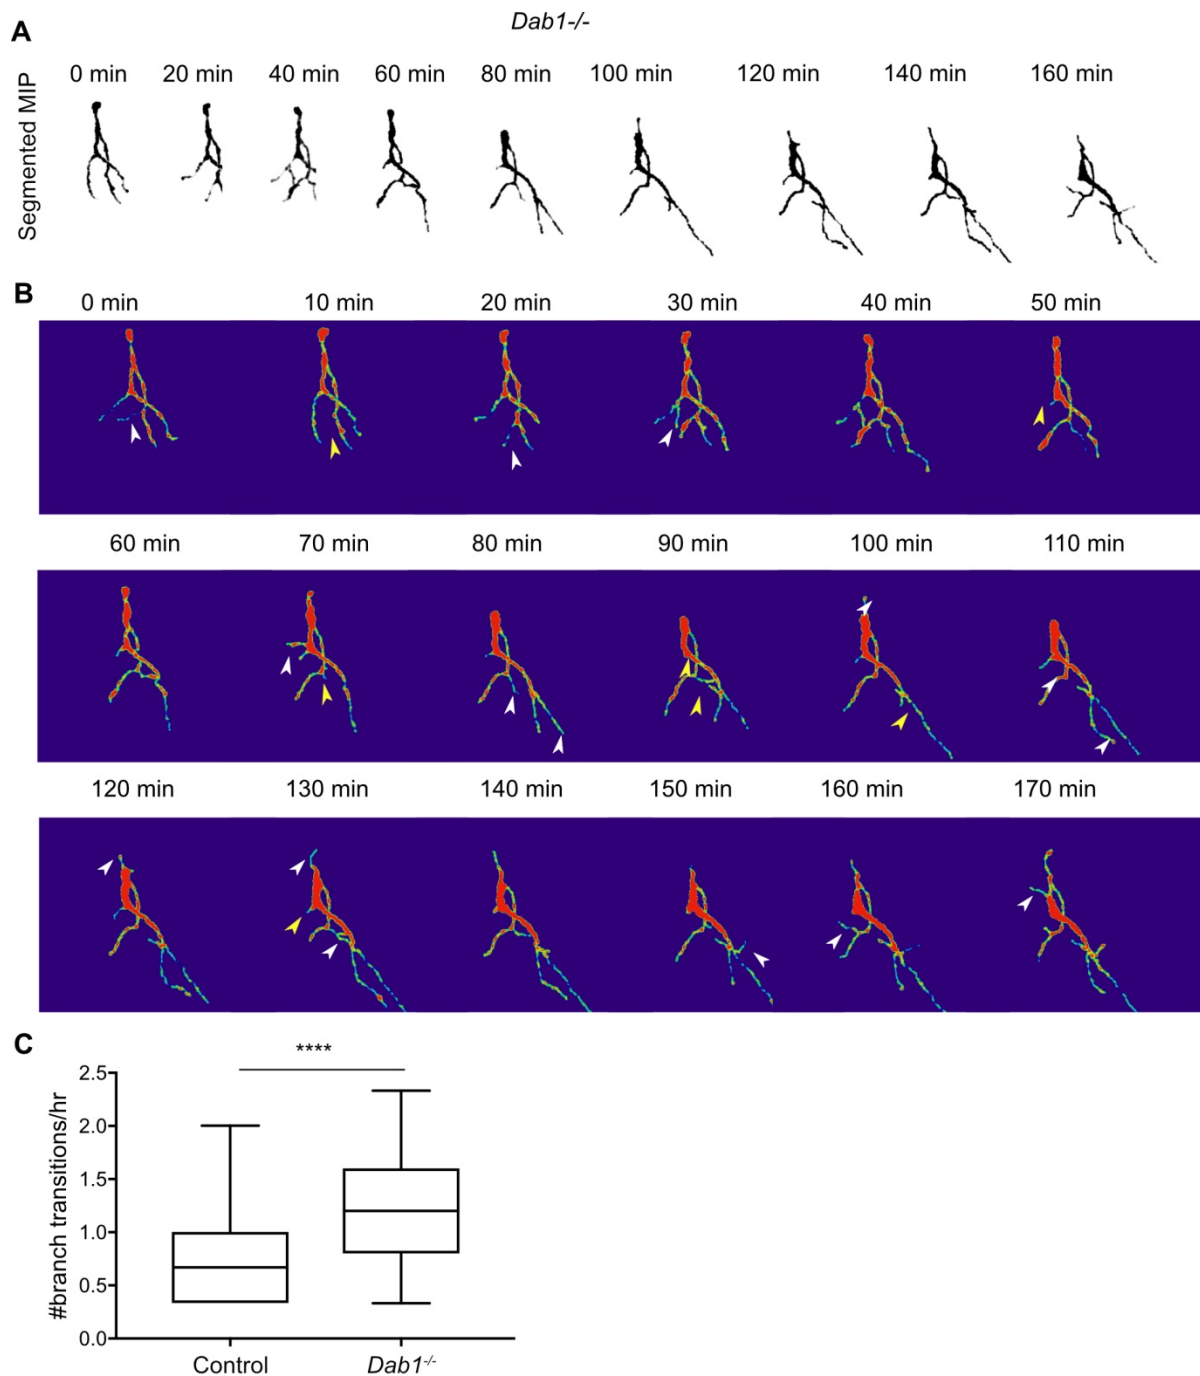 Dab1-/-
A
Segmented MIP
0 min 20 min 40 min 60 min 80 min 100 min 120 min 140 min 160 min
B
0 min 10 min 20 min 30 min 40 min 50 min
60 min 70 min 80 min 90 min 100 min 110 min
120 min 130 min 140 min 150 min 160 min 170 min
C
****
#branch transitions/hr
2.5
2.0
1.5
1.0
0.5
0.0
Control Dab1-/-